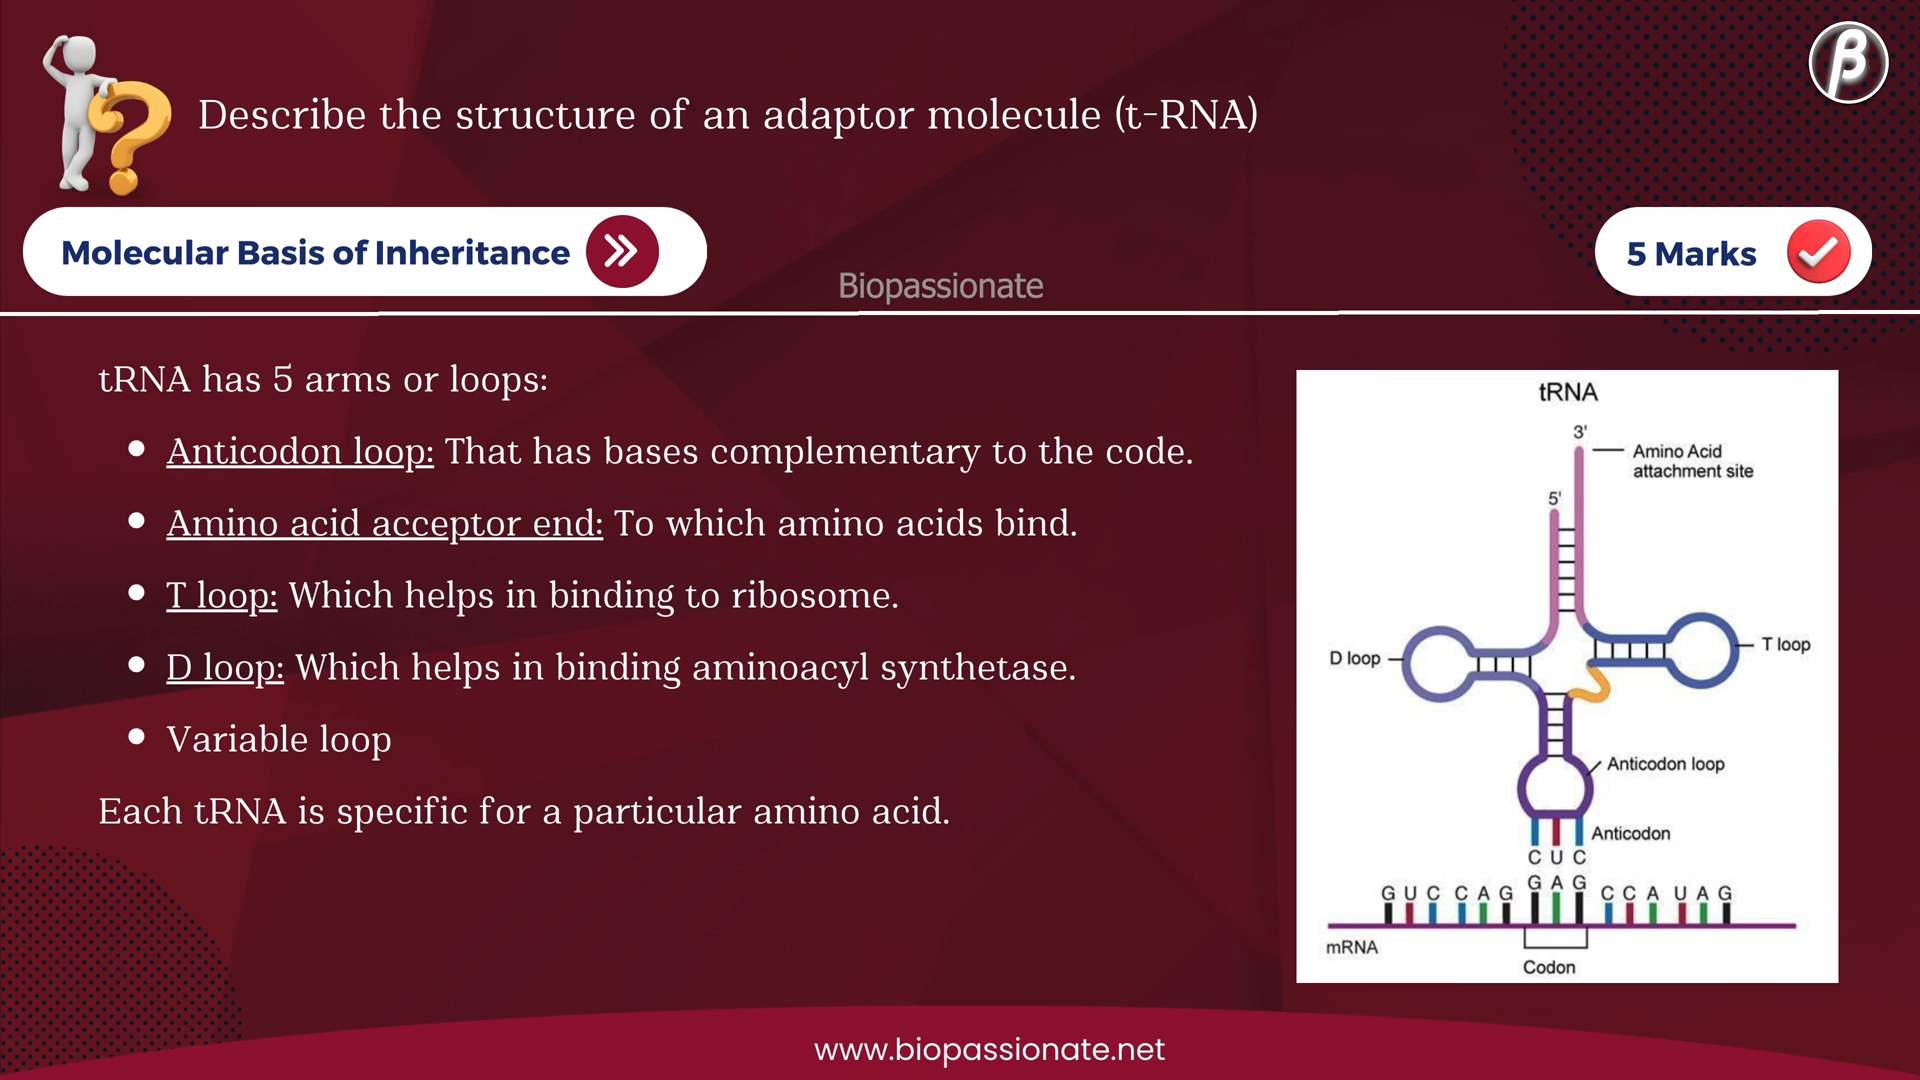 β
Describe the structure of an adaptor molecule (t-RNA)
Molecular Basis of Inheritance
5 Marks
Biopassionate
tRNA has 5 arms or loops:
Anticodon loop: That has bases complementary to the code.
Amino acid acceptor end: To which amino acids bind.
T loop: Which helps in binding to ribosome.
D loop: Which helps in binding aminoacyl synthetase.
Variable loop
Each tRNA is specific for a particular amino acid.
tRNA
3'
Amino Acid
attachment site
5'
D loop
T loop
Anticodon loop
Anticodon
C U C
G U C C A G G A G C C A U A G
mRNA
Codon
www.biopassionate.net